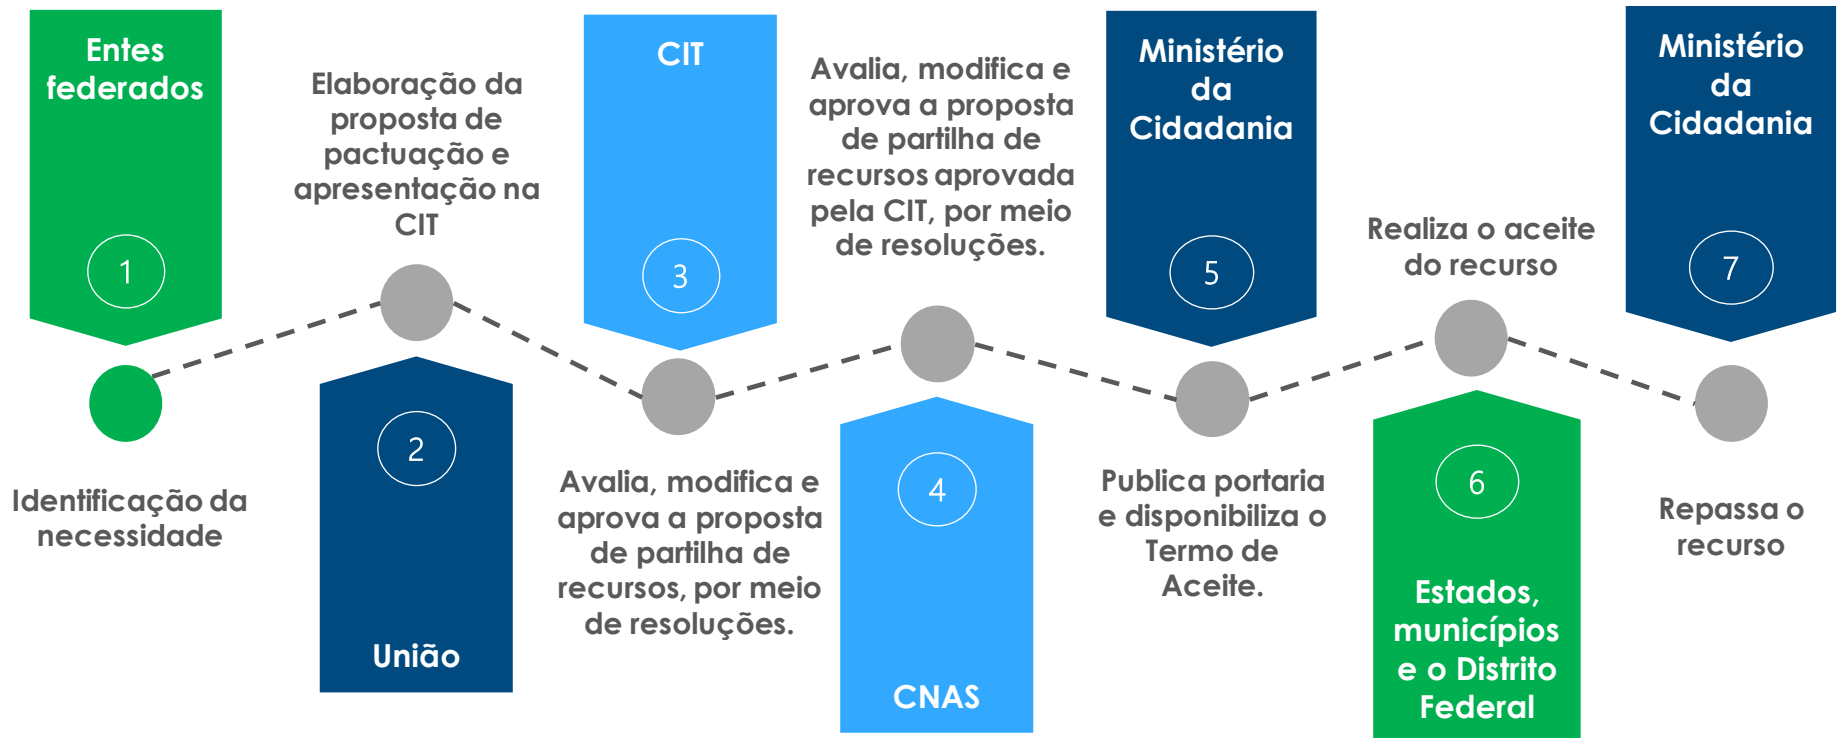 Entes
federados
1
Identificação da
necessidade
Elaboração da
proposta de
pactuação e
apresentação na
CIT
2
União
CIT
3
Avalia, modifica e
aprova a proposta
de partilha de
recursos, por meio
de resoluções.
Avalia, modifica e
aprova a proposta
de partilha de
recursos aprovada
pela CIT, por meio
de resoluções.
4
CNAS
Ministério
da
Cidadania
5
Publica portaria
e disponibiliza o
Termo de
Aceite.
Realiza o aceite
do recurso
6
Estados,
municípios
e o Distrito
Federal
Ministério
da
Cidadania
7
Repassa o
recurso